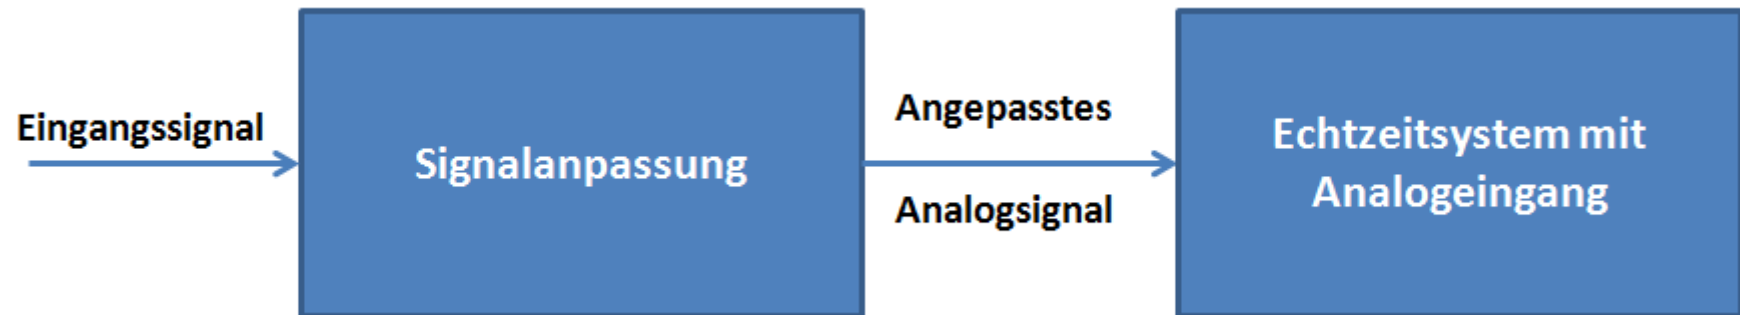 Eingangssignal
Signalanpassung
Angepasstes
Analogsignal
Echtzeitsystem mit
Analogeingang